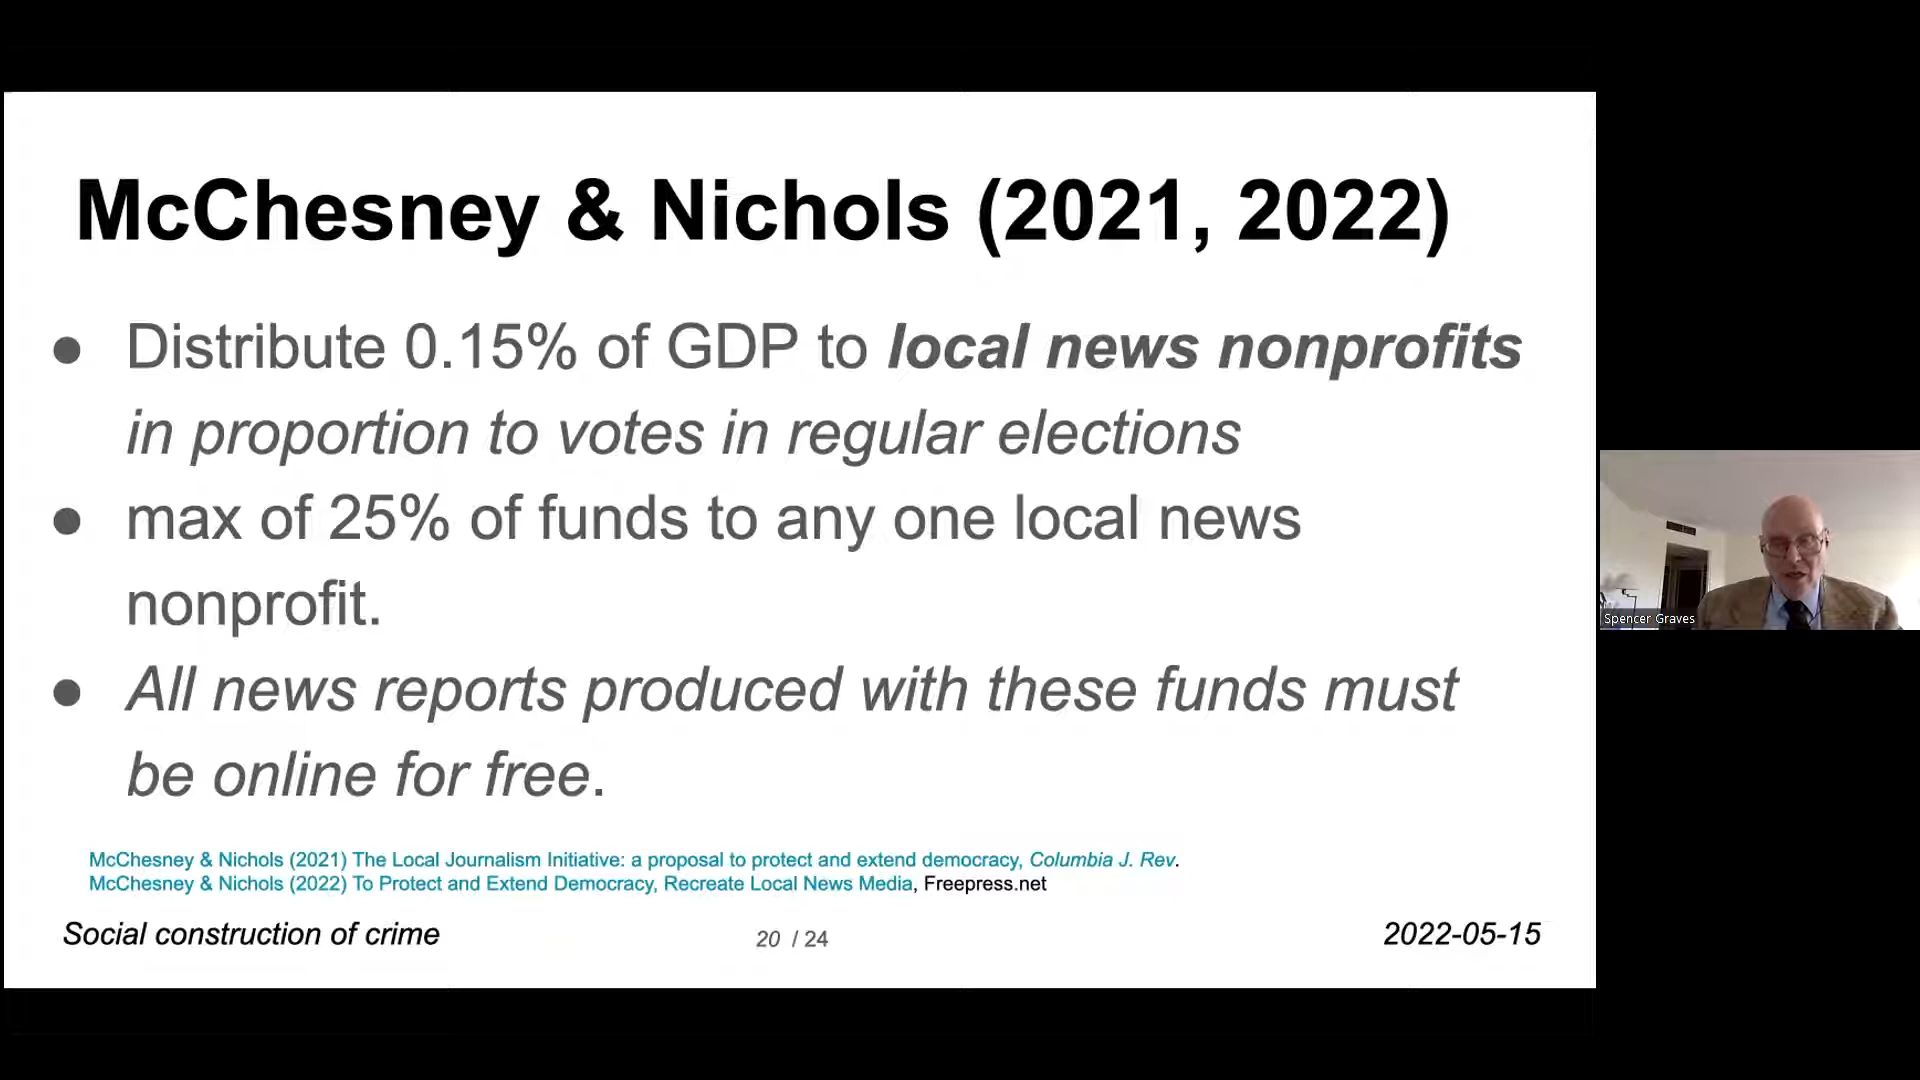 McChesney & Nichols (2021, 2022)
● Distribute 0.15% of GDP to local news nonprofits
in proportion to votes in regular elections
● max of 25% of funds to any one local news
nonprofit.
● All news reports produced with these funds must
be online for free.
McChesney & Nichols (2021) The Local Journalism Initiative: a proposal to protect and extend democracy, Columbia J. Rev.
McChesney & Nichols (2022) To Protect and Extend Democracy, Recreate Local News Media, Freepress.net
Social construction of crime
20 / 24
2022-05-15
Spencer Graves